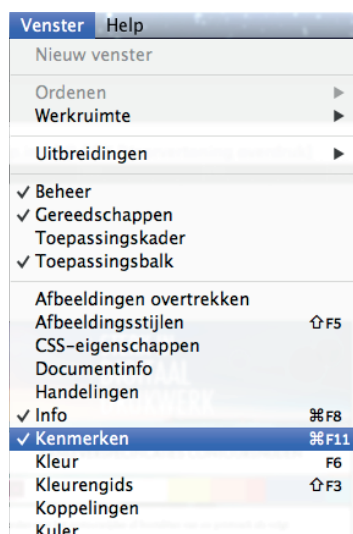 Venster Help
Nieuw venster
Ordenen ▶
Werkruimte ▶
Uitbreidingen ▶
✓ Beheer
✓ Gereedschappen
Toepassingskader
✓ Toepassingsbalk
Afbeeldingen overtrekken
Afbeeldingsstijlen ⇧F5
CSS-eigenschappen
Documentinfo
Handelingen
✓ Info ⌘F8
✓ Kenmerken ⌘F11
Kleur F6
Kleurengids ⇧F3
Koppelingen
Kuler